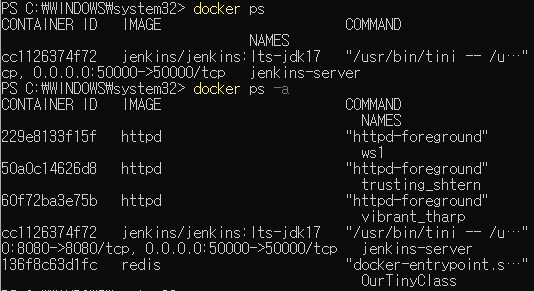 PS C:₩WINDOWS₩system32> docker ps
CONTAINER ID IMAGE COMMAND
NAMES
cc1126374f72 jenkins/jenkins:lts-jdk17 "/usr/bin/tini -- /u…"
cp, 0.0.0.0:50000->50000/tcp jenkins-server
PS C:₩WINDOWS₩system32> docker ps -a
CONTAINER ID IMAGE COMMAND
NAMES
229e8133f15f httpd "httpd-foreground"
ws1
50a0c14626d8 httpd "httpd-foreground"
trusting_shtern
60f72ba3e75b httpd "httpd-foreground"
vibrant_tharp
cc1126374f72 jenkins/jenkins:lts-jdk17 "/usr/bin/tini -- /u…"
0:8080->8080/tcp, 0.0.0.0:50000->50000/tcp jenkins-server
136f8c63d1fc redis "docker-entrypoint.s…"
OurTinyClass